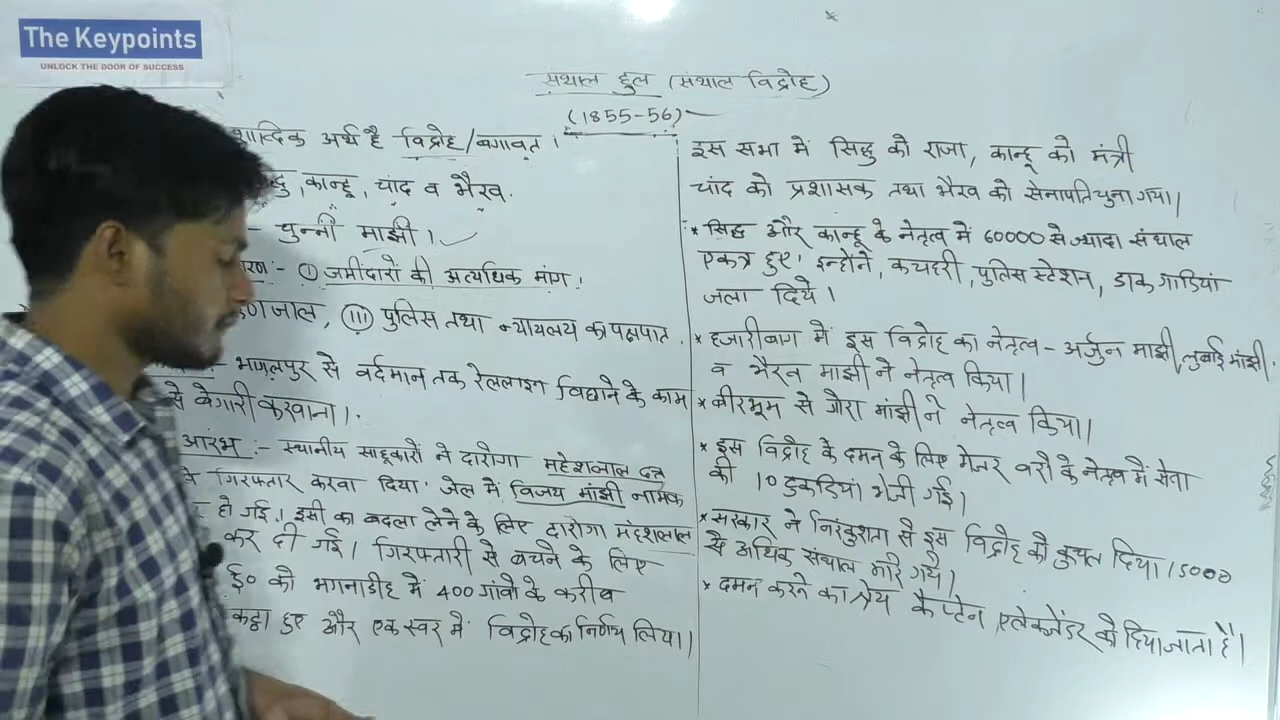 The Keypoints
UNLOCK THE DOOR OF SUCCESS
संथाल हुल (संथाल विद्रोह)
(1855-56)
शाब्दिक अर्थ है विद्रोह/बगावत।
कान्हू, चांद व भैरव.
- चुन्नी माझी।
① जमींदारों की अत्यधिक मांग।
जाल, (III) पुलिस तथा न्यायलय का पक्षपात.
- भागलपुर से वर्दमान तक रेललाइन बिछाने के काम
से बेगारी करवाना।
आरंभ :- स्थानीय साहूकारों ने दारोगा महेशलाल दत्त
गिरफ्तार करवा दिया। जेल में विजय मांझी नामक
हो गई। इसी का बदला लेने के लिए दारोगा महेशलाल
कर दी गई। गिरफ्तारी से बचने के लिए
ई० को भगनाडीह में 400 गांवो के करीब
हुए और एक स्वर में विद्रोह का निर्णय लिया।
इस सभा में सिद्धु को राजा, कान्हू को मंत्री
चांद को प्रशासक तथा भैरव को सेनापति चुना गया।
* सिद्धु और कान्हू के नेतृत्व में 60000 से ज्यादा संथाल
एकत्र हुए। इन्होंने, कचहरी, पुलिस स्टेशन, डाक गाडियां
जला दिये।
* हजारीबाग में इस विद्रोह का नेतृत्व - अर्जुन माझी, लुबाई मांझी.
व भैरव माझी ने नेतृत्व किया।
* बीरभूम से गोरा मांझी ने नेतृत्व किया।
* इस विद्रोह के दमन के लिए मेजर बरो के नेतृत्व में सेना
की 10 टुकडियां भेजी गई।
* सरकार ने निरंकुशता से इस विद्रोह को कुचल दिया। 15000
से अधिक संथाल मारे गये।
* दमन करने का श्रेय कैप्टेन एलेक्जेंडर को दिया जाता है।